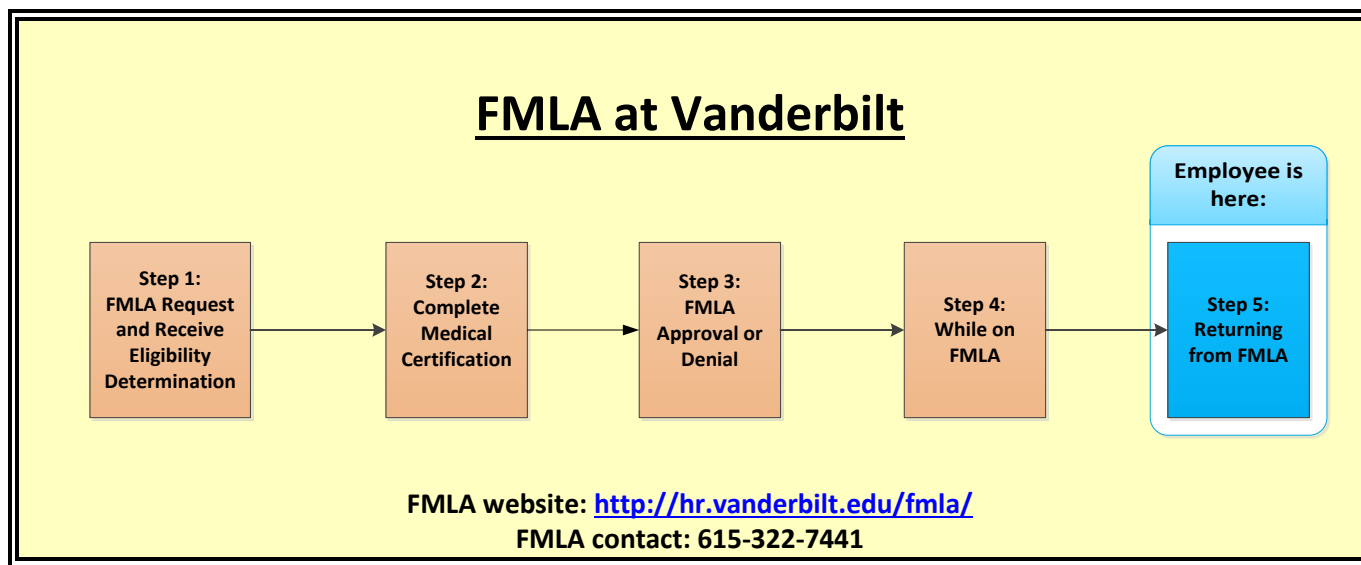 FMLA at Vanderbilt
Employee is
here:
Step 1:
FMLA Request
and Receive
Eligibility
Determination
Step 2:
Complete
Medical
Certification
Step 3:
FMLA
Approval or
Denial
Step 4:
While on
FMLA
Step 5:
Returning
from FMLA
FMLA website: http://hr.vanderbilt.edu/fmla/
FMLA contact: 615-322-7441